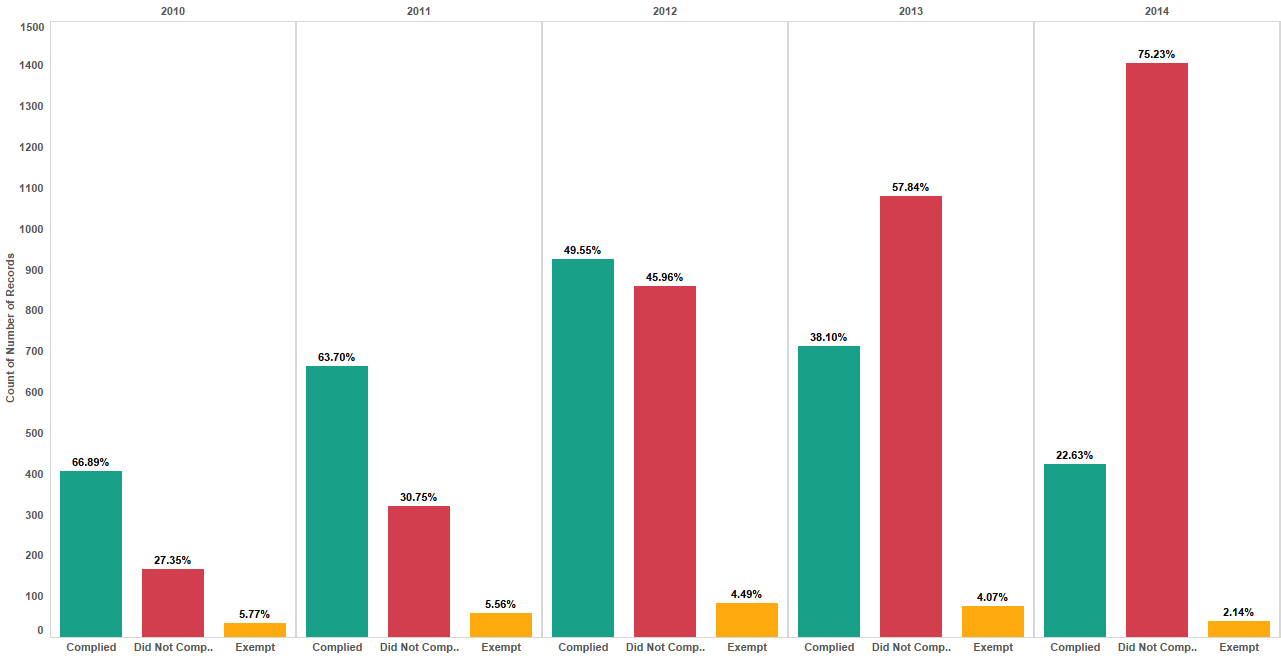 2010 2011 2012 2013 2014
Count of Number of Records
1500
1400
1300
1200
1100
1000
900
800
700
600
500
400
300
200
100
0
66.89% 27.35% 5.77%
63.70% 30.75% 5.56%
49.55% 45.96% 4.49%
38.10% 57.84% 4.07%
22.63% 75.23% 2.14%
Complied Did Not Comp.. Exempt Complied Did Not Comp.. Exempt Complied Did Not Comp.. Exempt Complied Did Not Comp.. Exempt Complied Did Not Comp.. Exempt